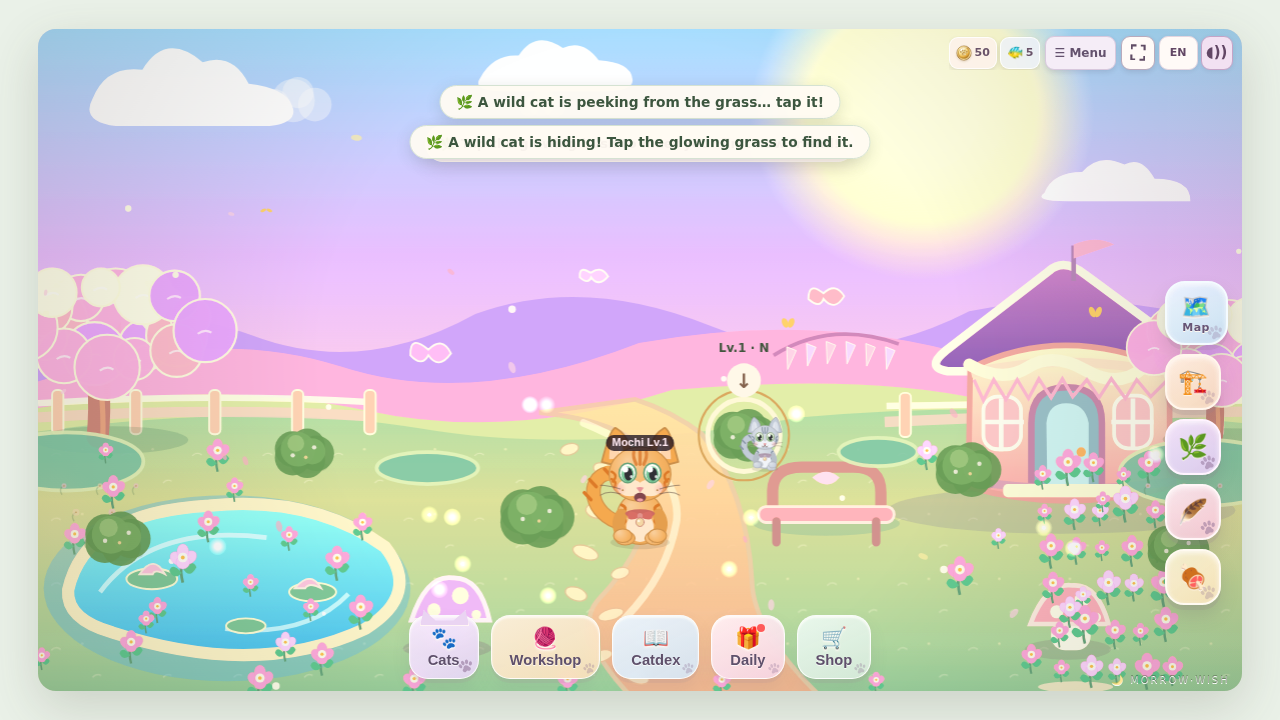 50
5
☰ Menu
EN
🌿 A wild cat is peeking from the grass… tap it!
🌿 A wild cat is hiding! Tap the glowing grass to find it.
Map
Lv.1 · N
↓
Mochi Lv.1
Cats
Workshop
Catdex
Daily
Shop
MORROW·WISH